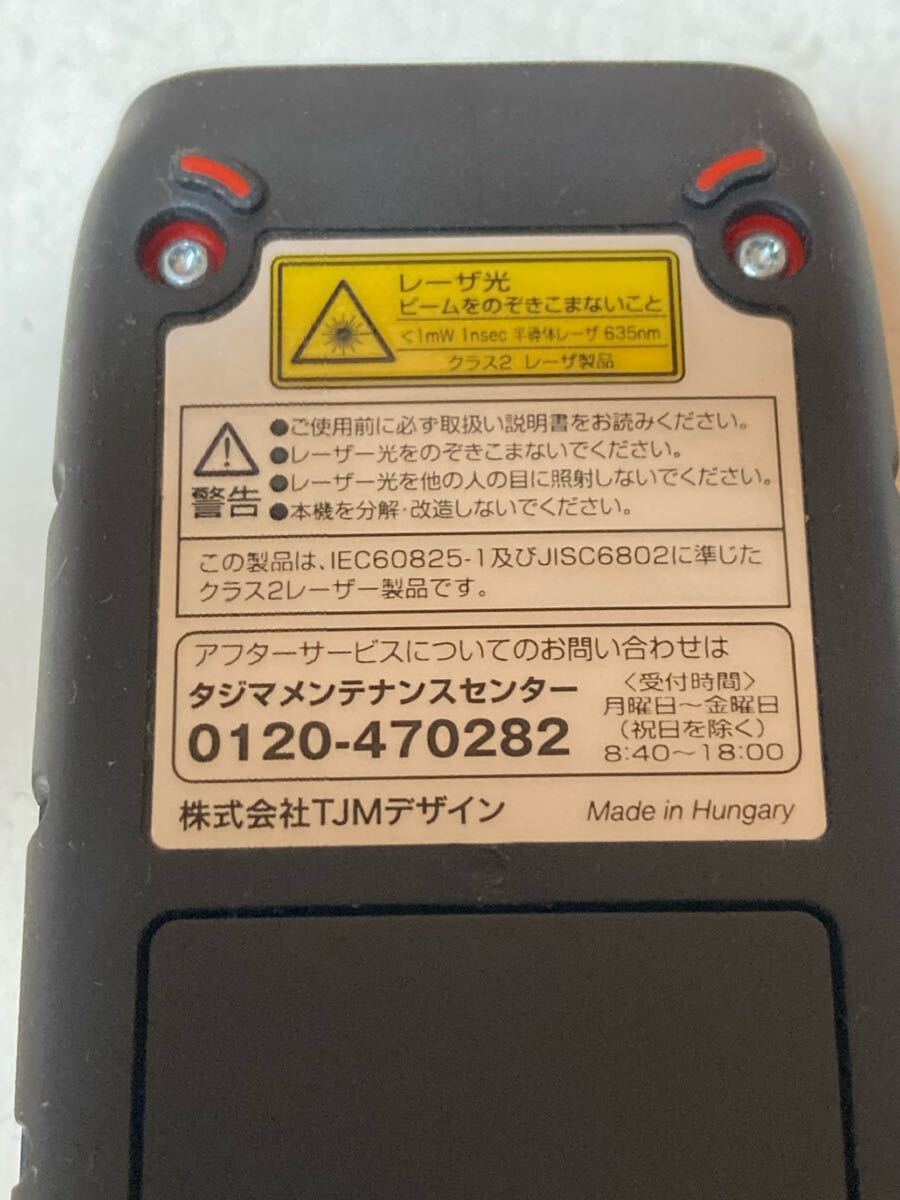 レーザ光
ビームをのぞきこまないこと
<1mW 1nsec 半導体レーザ 635nm
クラス2 レーザ製品
警告
●ご使用前に必ず取扱い説明書をお読みください。
●レーザー光をのぞきこまないでください。
●レーザー光を他の人の目に照射しないでください。
●本機を分解・改造しないでください。
この製品は、IEC60825-1及びJISC6802に準じた
クラス2レーザー製品です。
アフターサービスについてのお問い合わせは
タジマメンテナンスセンター
0120-470282
〈受付時間〉
月曜日〜金曜日
(祝日を除く)
8:40〜18:00
株式会社TJMデザイン
Made in Hungary